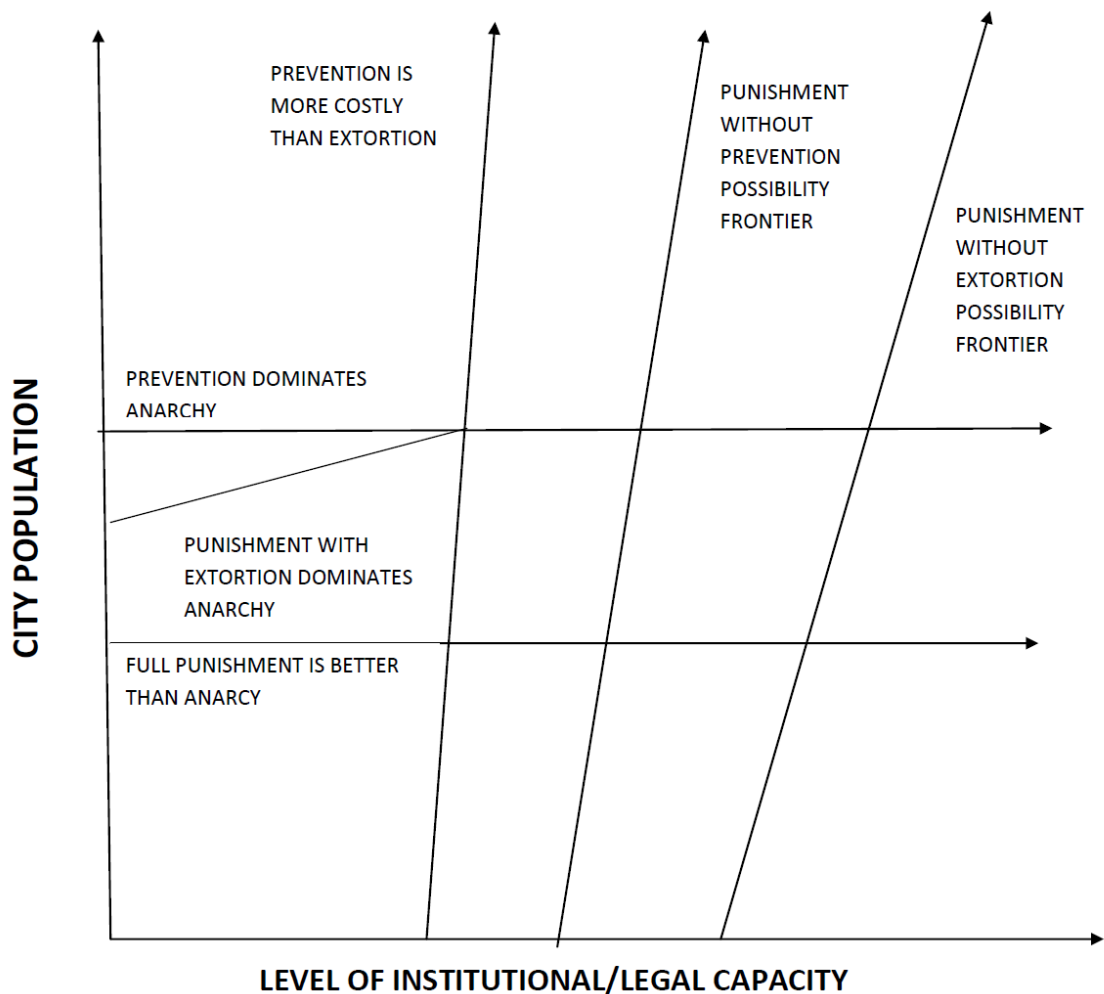 PREVENTION IS
MORE COSTLY
THAN EXTORTION
PUNISHMENT
WITHOUT
PREVENTION
POSSIBILITY
FRONTIER
PUNISHMENT
WITHOUT
EXTORTION
POSSIBILITY
FRONTIER
PREVENTION DOMINATES
ANARCHY
PUNISHMENT WITH
EXTORTION DOMINATES
ANARCHY
FULL PUNISHMENT IS BETTER
THAN ANARCY
CITY POPULATION
LEVEL OF INSTITUTIONAL/LEGAL CAPACITY